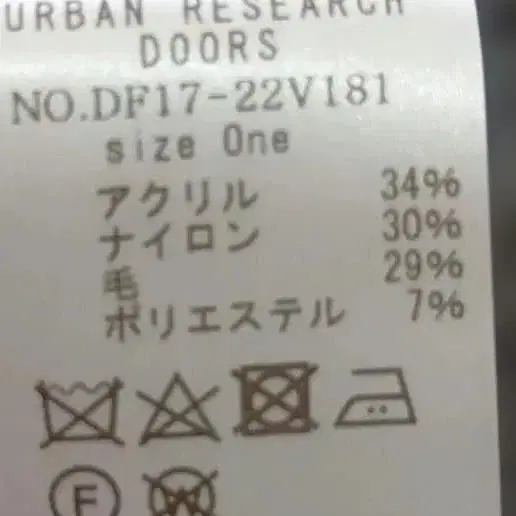 URBAN RESEARCH
DOORS
NO.DF17-22V181
size One
アクリル 34%
ナイロン 30%
毛 29%
ポリエステル 7%
F W